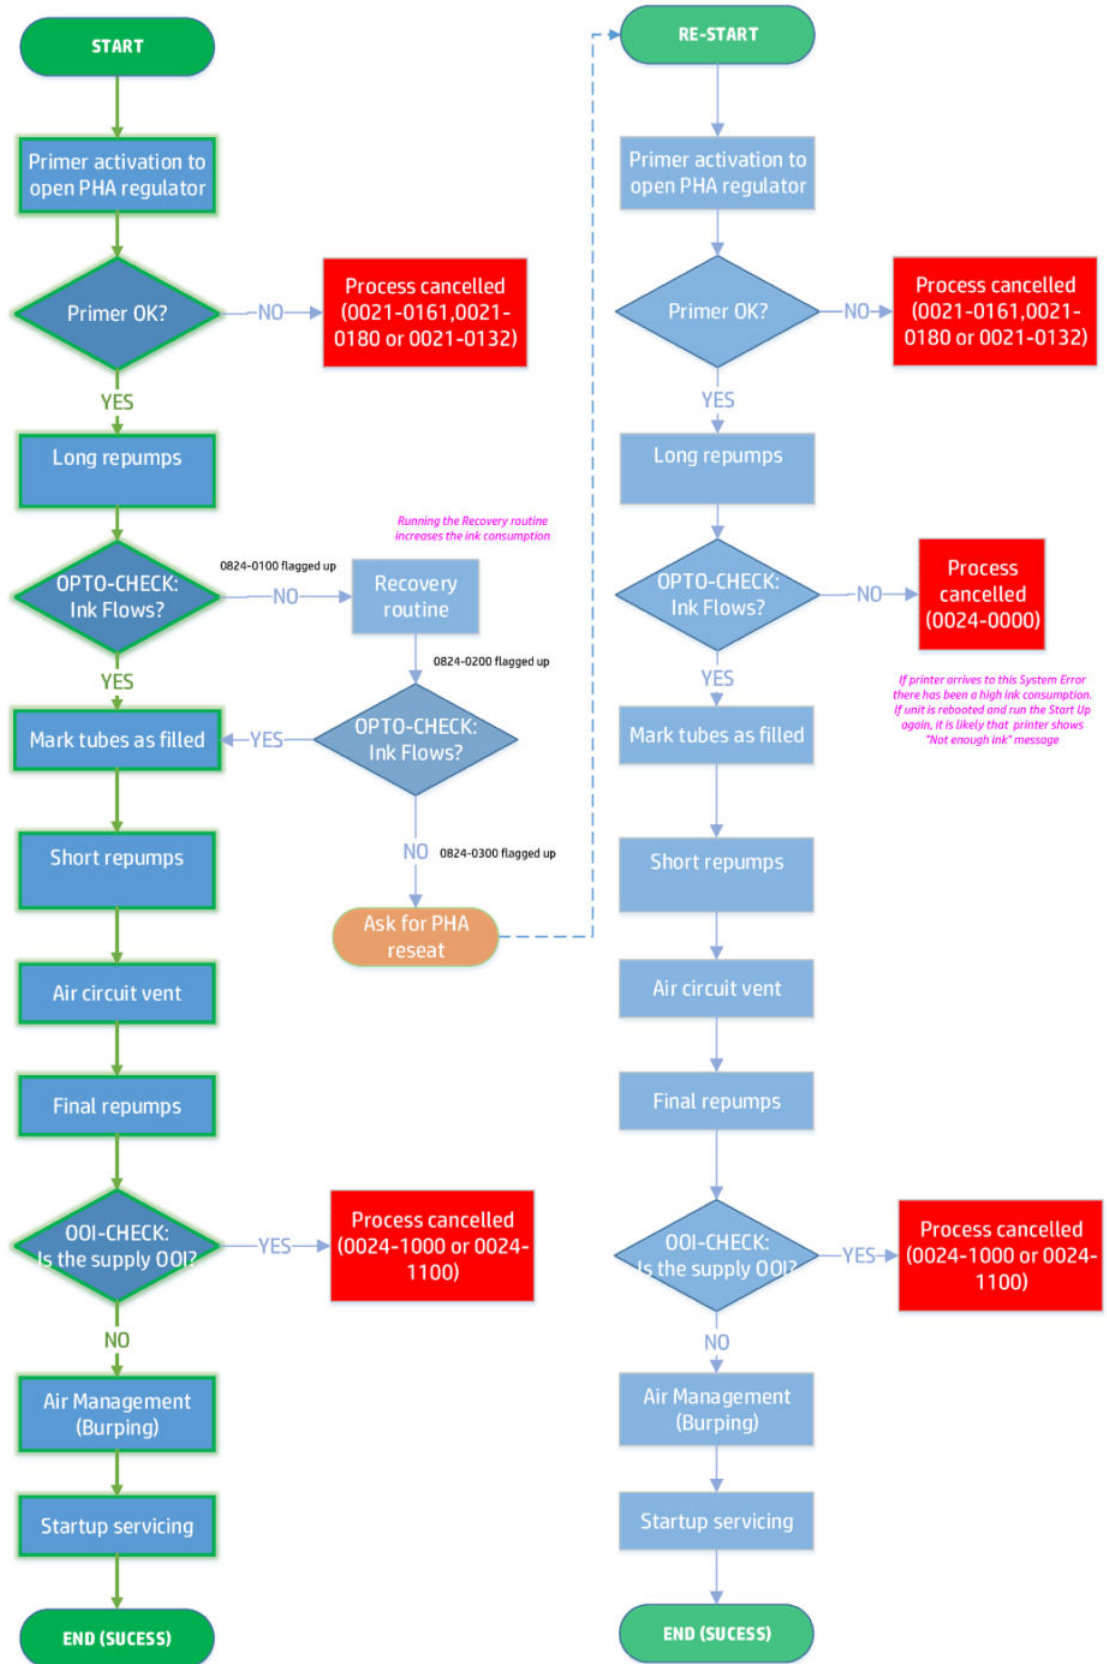 START
Primer activation to
open PHA regulator
Primer OK?
NO
Process cancelled
(0021-0161,0021-
0180 or 0021-0132)
YES
Long repumps
OPTO-CHECK:
Ink Flows?
0824-0100 flagged up
NO
Running the Recovery routine
increases the ink consumption
Recovery
routine
0824-0200 flagged up
OPTO-CHECK:
Ink Flows?
YES
YES
Mark tubes as filled
NO
0824-0300 flagged up
Ask for PHA
reseat
Short repumps
Air circuit vent
Final repumps
OOI-CHECK:
Is the supply OOI?
YES
Process cancelled
(0024-1000 or 0024-
1100)
NO
Air Management
(Burping)
Startup servicing
END (SUCESS)
RE-START
Primer activation to
open PHA regulator
Primer OK?
NO
Process cancelled
(0021-0161,0021-
0180 or 0021-0132)
YES
Long repumps
OPTO-CHECK:
Ink Flows?
NO
Process
cancelled
(0024-0000)
If printer arrives to this System Error
there has been a high ink consumption.
If unit is rebooted and run the Start Up
again, it is likely that printer shows
"Not enough ink" message
YES
Mark tubes as filled
Short repumps
Air circuit vent
Final repumps
OOI-CHECK:
Is the supply OOI?
YES
Process cancelled
(0024-1000 or 0024-
1100)
NO
Air Management
(Burping)
Startup servicing
END (SUCESS)